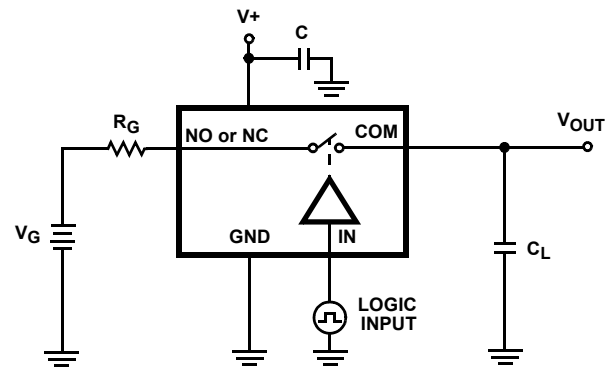 V+
C
RG
NO or NC
COM
VOUT
VG
GND
IN
CL
LOGIC
INPUT